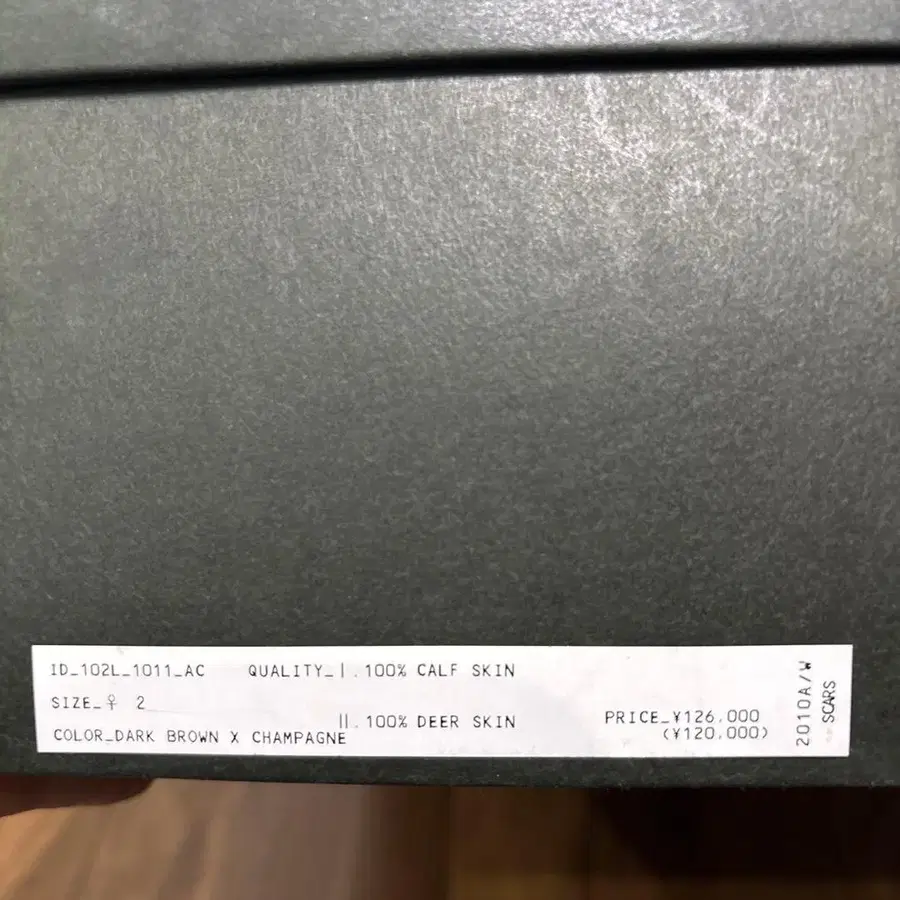 ID_102L_1011_AC QUALITY_I.100% CALF SKIN
SIZE_♀ 2
II.100% DEER SKIN
COLOR_DARK BROWN X CHAMPAGNE
PRICE_¥126,000
(¥120,000)
2010A/W
SCARS